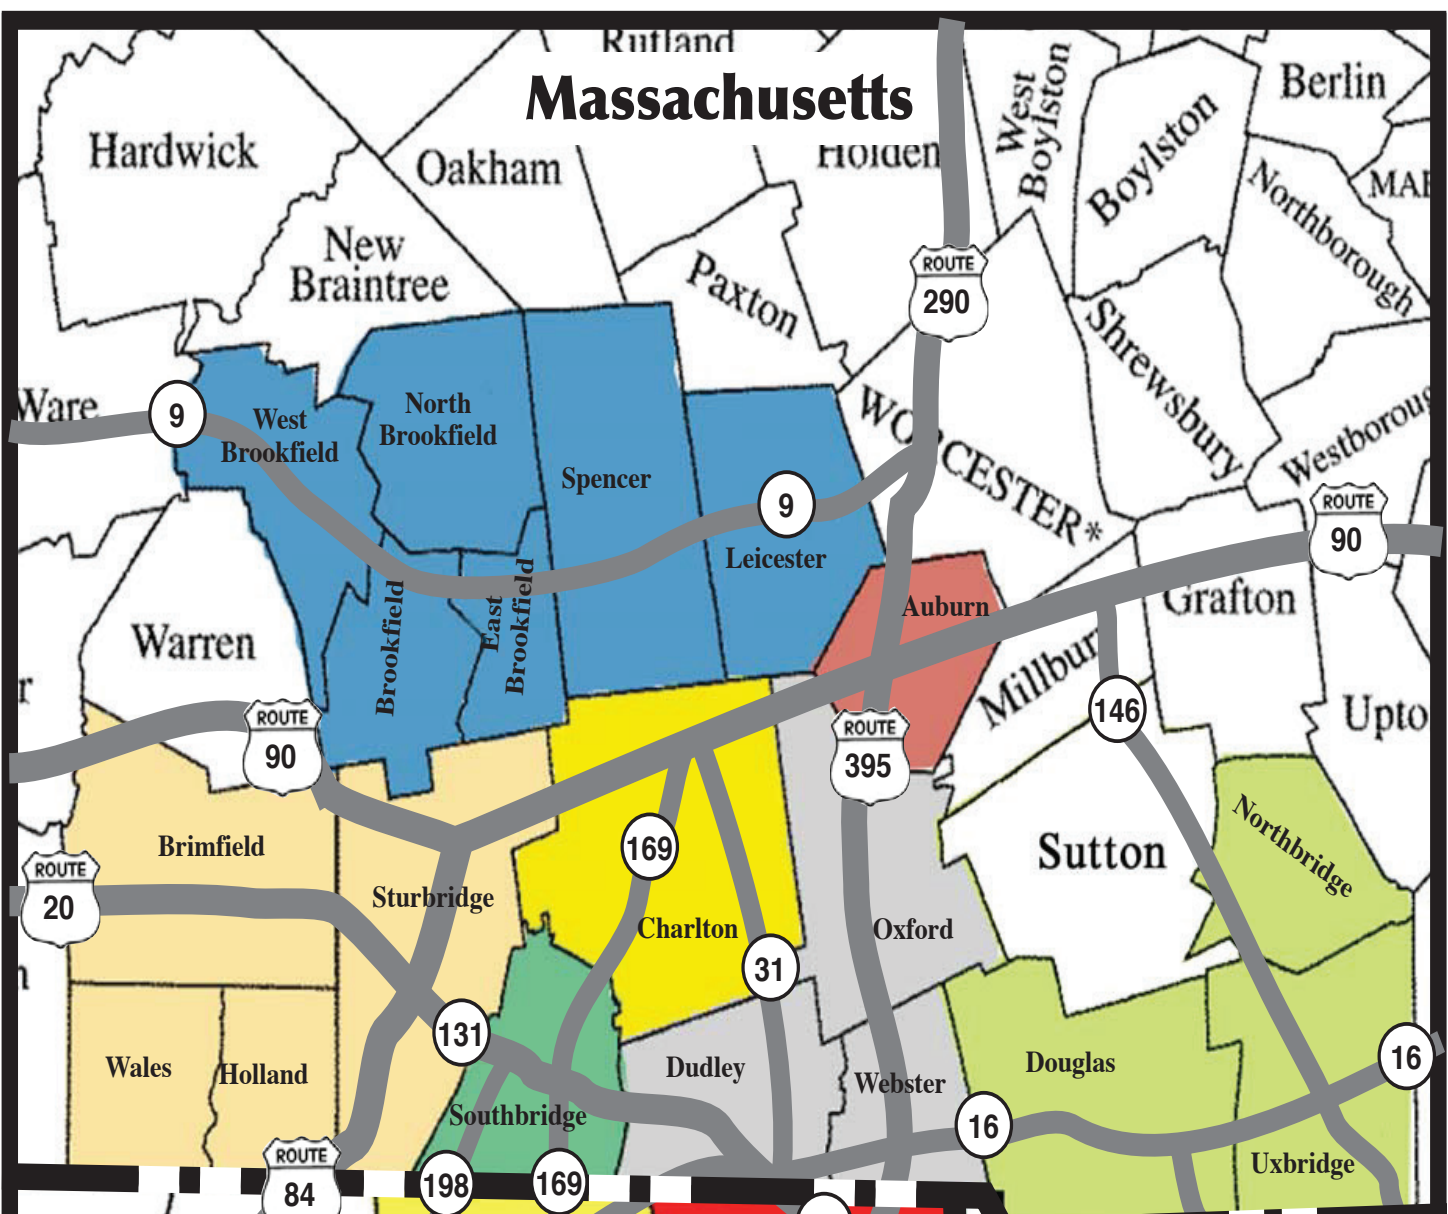 Rutland
Massachusetts
West
Boylston
Boylston
Berlin
Hardwick
Oakham
Holden
Northborough
New
Braintree
Paxton
ROUTE
290
Shrewsbury
Ware
9
West
Brookfield
North
Brookfield
Spencer
9
Leicester
WORCESTER*
Westboroug
ROUTE
90
Auburn
Grafton
Warren
Brookfield
East
Brookfield
Millbur
146
Upto
ROUTE
90
ROUTE
395
Brimfield
169
Sutton
Northbridge
ROUTE
20
Sturbridge
Charlton
Oxford
31
131
Wales
Holland
Dudley
Webster
Douglas
16
Southbridge
16
Uxbridge
ROUTE
84
198
169